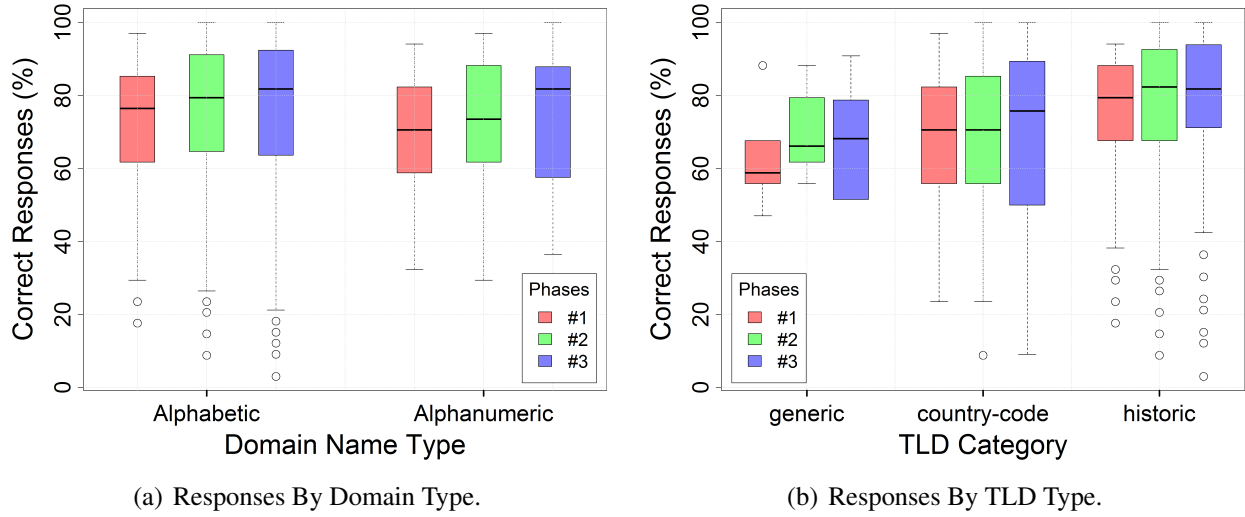 Correct Responses (%)
100
80
60
40
20
0
Phases
#1
#2
#3
Alphabetic
Alphanumeric
Domain Name Type
(a) Responses By Domain Type.
Correct Responses (%)
100
80
60
40
20
0
Phases
#1
#2
#3
generic
country-code
historic
TLD Category
(b) Responses By TLD Type.